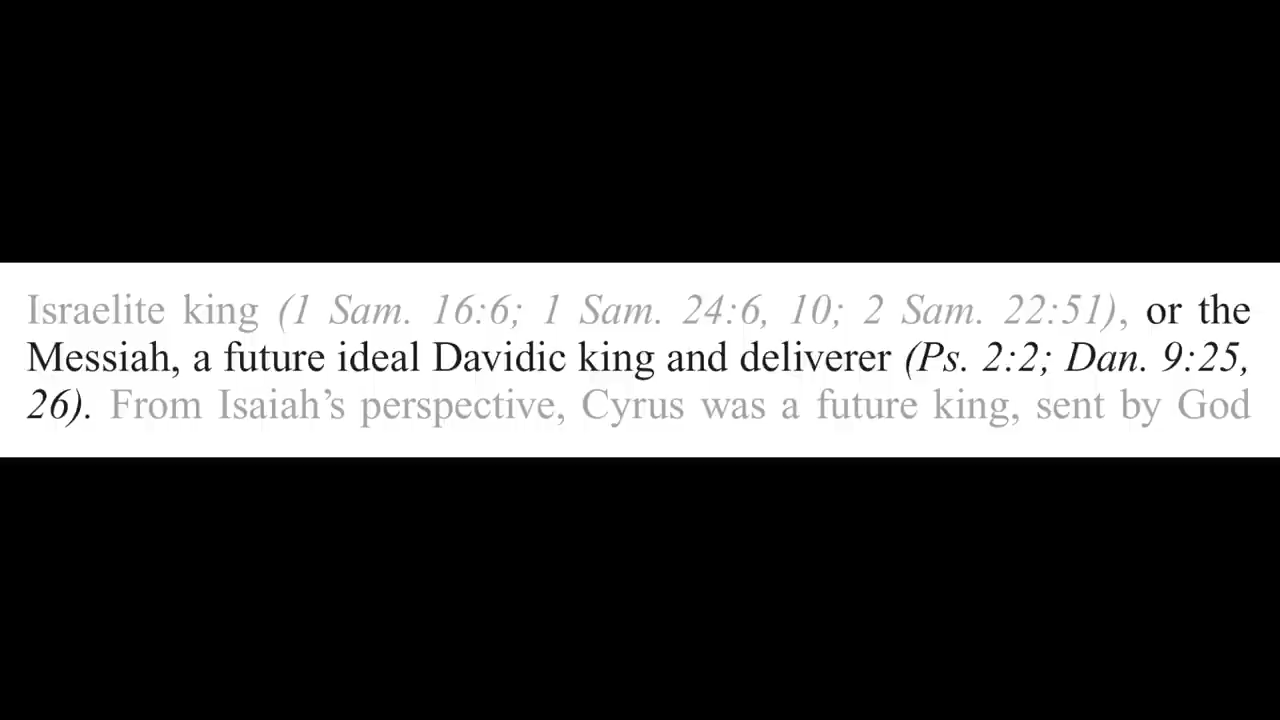 Israelite king (1 Sam. 16:6; 1 Sam. 24:6, 10; 2 Sam. 22:51), or the
Messiah, a future ideal Davidic king and deliverer (Ps. 2:2; Dan. 9:25,
26). From Isaiah’s perspective, Cyrus was a future king, sent by God